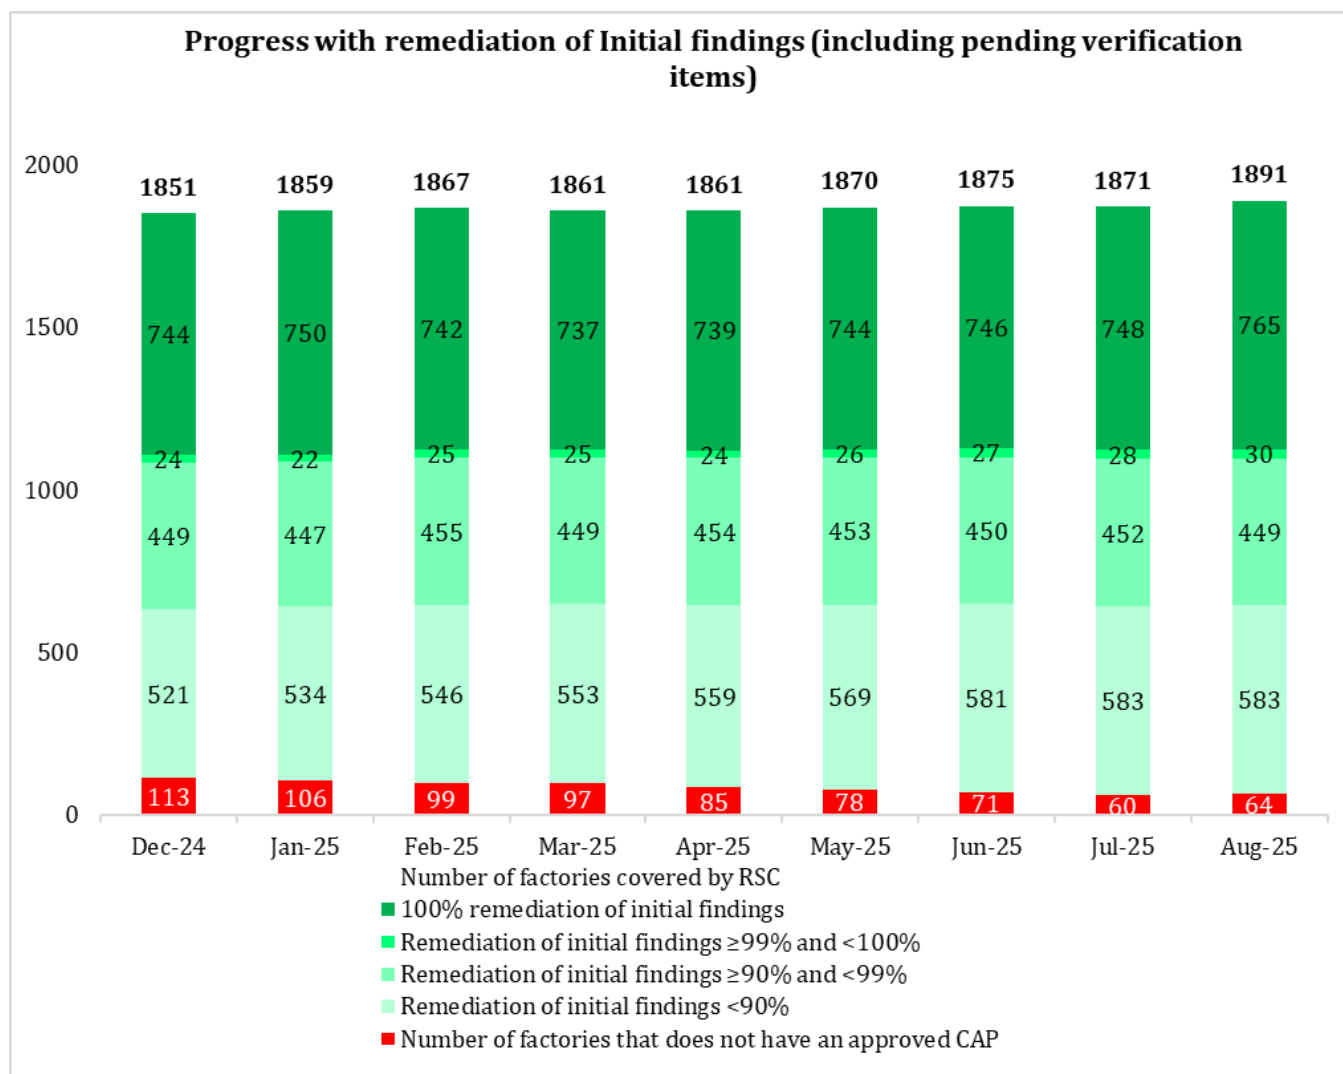 Progress with remediation of Initial findings (including pending verification
items)
2000
1851 1859 1867 1861 1861 1870 1875 1871 1891
1500
744 750 742 737 739 744 746 748 765
24 22 25 25 24 26 27 28 30
1000
449 447 455 449 454 453 450 452 449
500
521 534 546 553 559 569 581 583 583
113 106 99 97 85 78 71 60 64
0
Dec-24 Jan-25 Feb-25 Mar-25 Apr-25 May-25 Jun-25 Jul-25 Aug-25
Number of factories covered by RSC
100% remediation of initial findings
Remediation of initial findings ≥99% and <100%
Remediation of initial findings ≥90% and <99%
Remediation of initial findings <90%
Number of factories that does not have an approved CAP